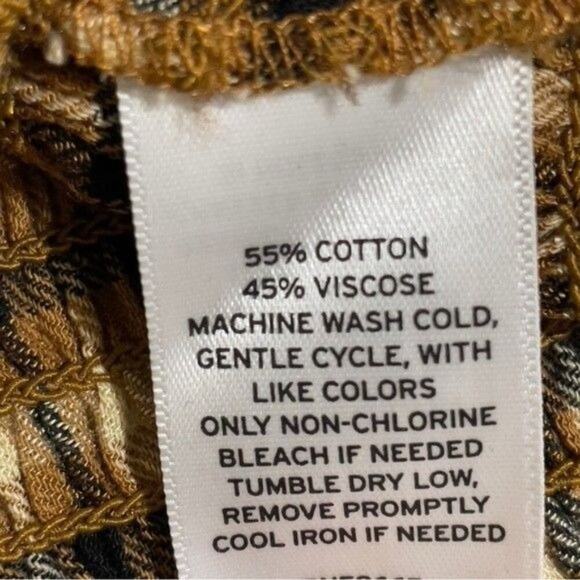 55% COTTON
45% VISCOSE
MACHINE WASH COLD,
GENTLE CYCLE, WITH
LIKE COLORS
ONLY NON-CHLORINE
BLEACH IF NEEDED
TUMBLE DRY LOW,
REMOVE PROMPTLY
COOL IRON IF NEEDED